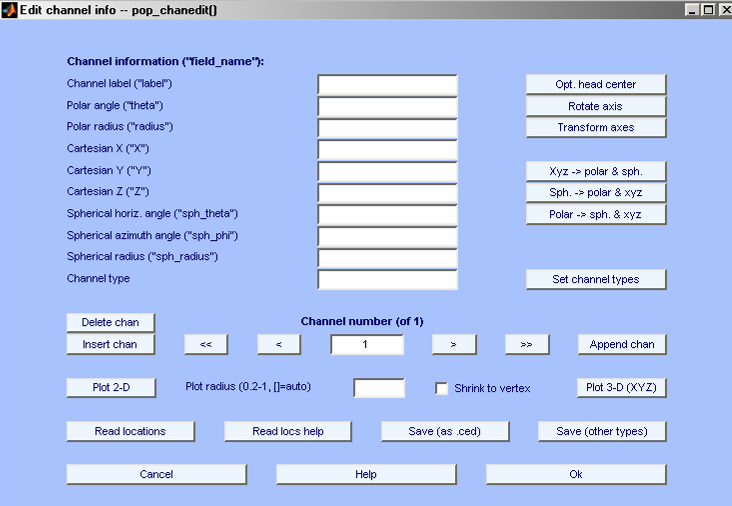 Edit channel info -- pop_chanedit()
Channel information ("field_name"):
Channel label ("label")
Opt. head center
Polar angle ("theta")
Rotate axis
Polar radius ("radius")
Transform axes
Cartesian X ("X")
Cartesian Y ("Y")
Xyz -> polar & sph.
Cartesian Z ("Z")
Sph. -> polar & xyz
Spherical horiz. angle ("sph_theta")
Polar -> sph. & xyz
Spherical azimuth angle ("sph_phi")
Spherical radius ("sph_radius")
Channel type
Set channel types
Delete chan
Channel number (of 1)
Insert chan
<<
<
1
>
>>
Append chan
Plot 2-D
Plot radius (0.2-1, []=auto)
Shrink to vertex
Plot 3-D (XYZ)
Read locations
Read locs help
Save (as .ced)
Save (other types)
Cancel
Help
Ok